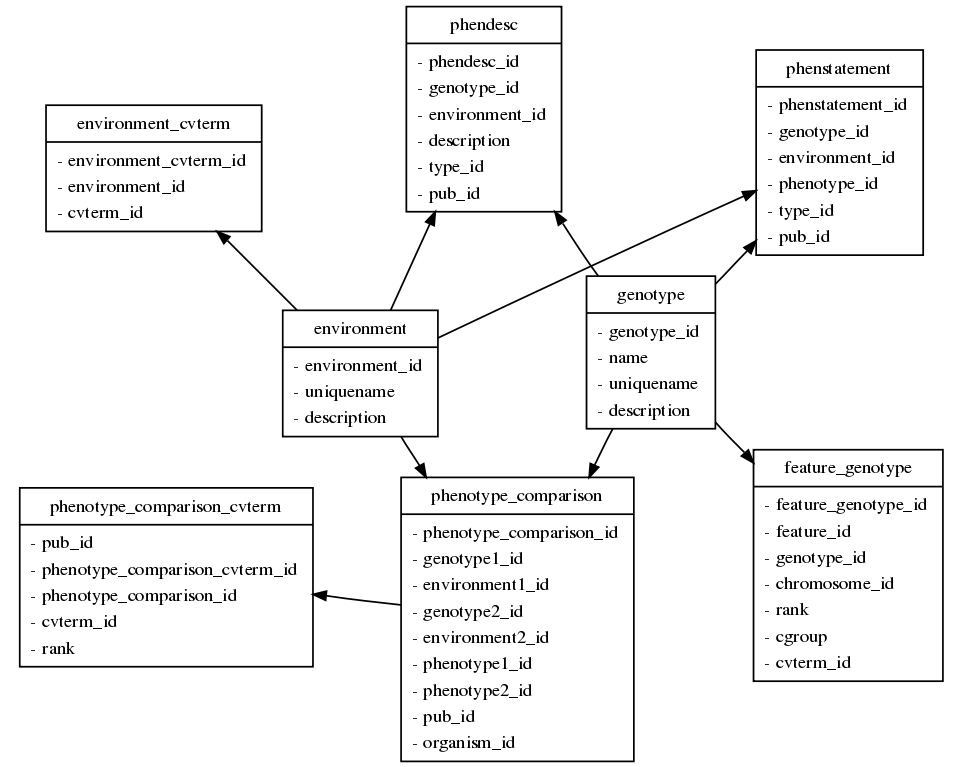 phendesc
- phendesc_id
- genotype_id
- environment_id
- description
- type_id
- pub_id
phenstatement
- phenstatement_id
- genotype_id
- environment_id
- phenotype_id
- type_id
- pub_id
environment_cvterm
- environment_cvterm_id
- environment_id
- cvterm_id
genotype
- genotype_id
- name
- uniquename
- description
environment
- environment_id
- uniquename
- description
feature_genotype
- feature_genotype_id
- feature_id
- genotype_id
- chromosome_id
- rank
- cgroup
- cvterm_id
phenotype_comparison
- phenotype_comparison_id
- genotype1_id
- environment1_id
- genotype2_id
- environment2_id
- phenotype1_id
- phenotype2_id
- pub_id
- organism_id
phenotype_comparison_cvterm
- pub_id
- phenotype_comparison_cvterm_id
- phenotype_comparison_id
- cvterm_id
- rank